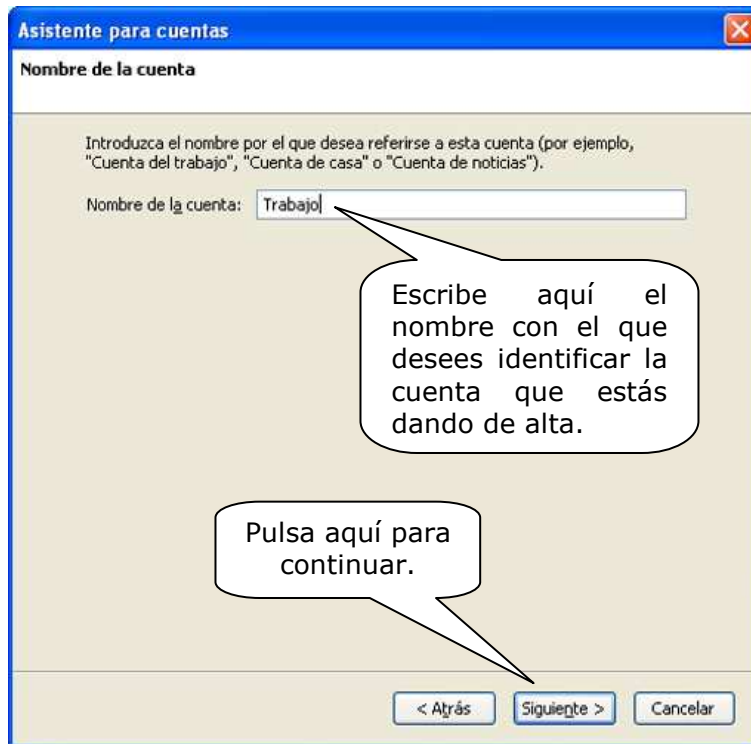 Asistente para cuentas
Nombre de la cuenta
Introduzca el nombre por el que desea referirse a esta cuenta (por ejemplo,
"Cuenta del trabajo", "Cuenta de casa" o "Cuenta de noticias").
Nombre de la cuenta: Trabajo
Escribe aquí el
nombre con el que
desees identificar la
cuenta que estás
dando de alta.
Pulsa aquí para
continuar.
< Atrás Siguiente > Cancelar